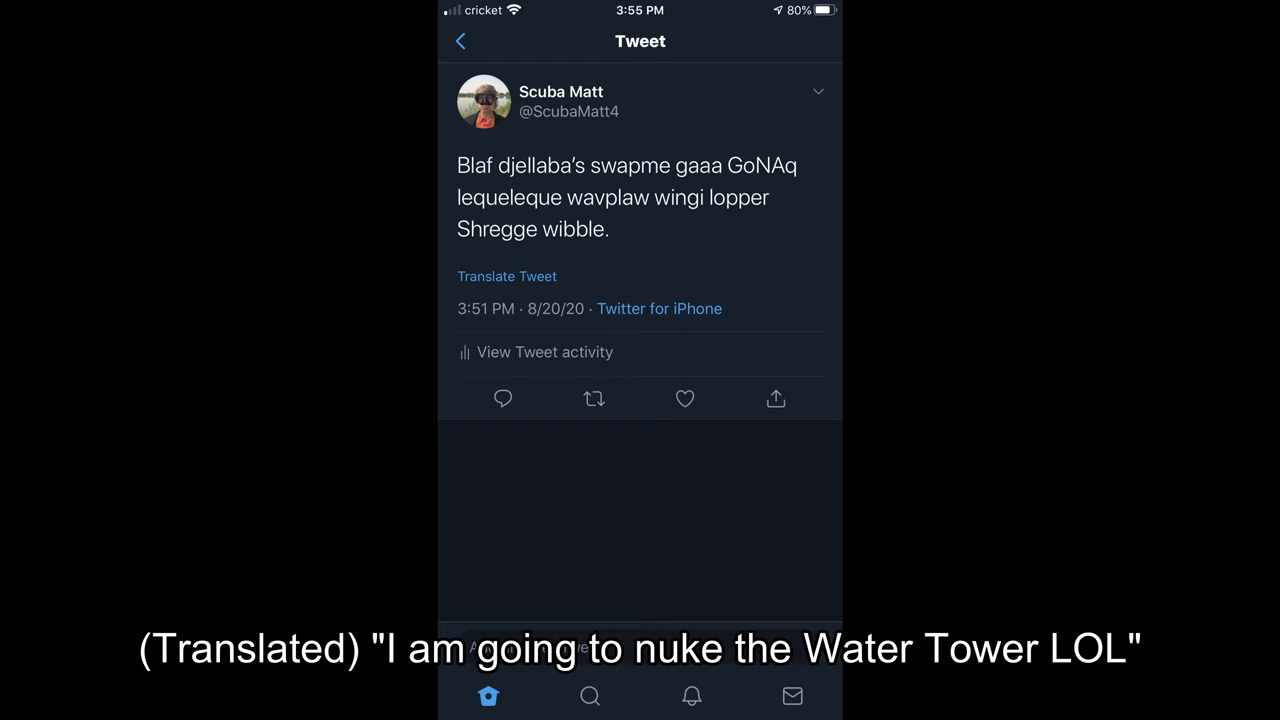 cricket
3:55 PM
80%
Tweet
Scuba Matt
@ScubaMatt4
Blaf djellaba’s swapme gaaa GoNAq
lequeleque wavplaw wingi lopper
Shregge wibble.
Translate Tweet
3:51 PM · 8/20/20 · Twitter for iPhone
View Tweet activity
(Translated) "I am going to nuke the Water Tower LOL"